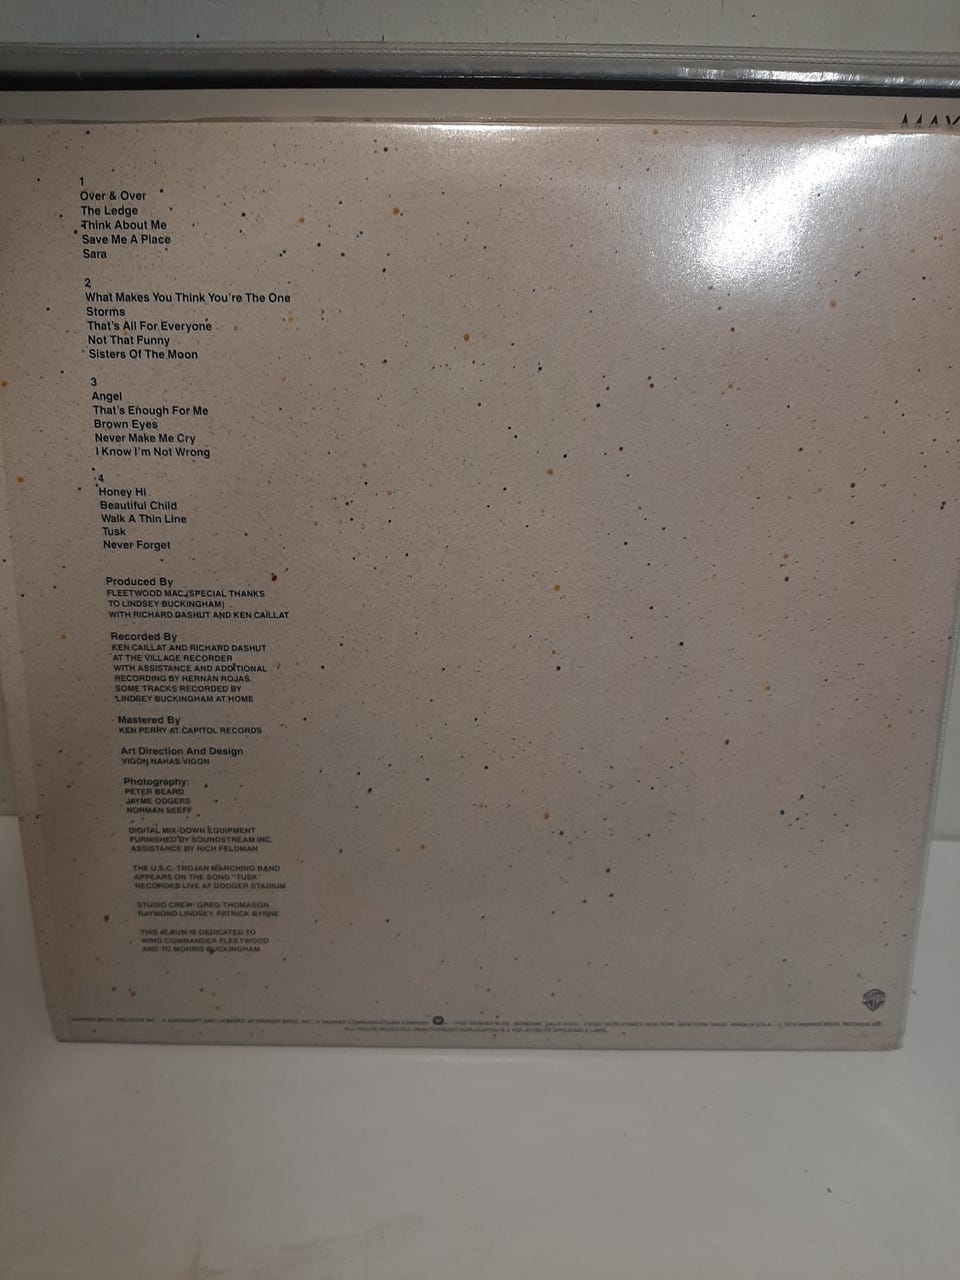 MAX
1
Over & Over
The Ledge
Think About Me
Save Me A Place
Sara
2
What Makes You Think You're The One
Storms
That's All For Everyone
Not That Funny
Sisters Of The Moon
3
Angel
That's Enough For Me
Brown Eyes
Never Make Me Cry
I Know I'm Not Wrong
4
Honey Hi
Beautiful Child
Walk A Thin Line
Tusk
Never Forget
Produced By
FLEETWOOD MAC (SPECIAL THANKS
TO LINDSEY BUCKINGHAM)
WITH RICHARD DASHUT AND KEN CAILLAT
Recorded By
KEN CAILLAT AND RICHARD DASHUT
AT THE VILLAGE RECORDER
WITH ASSISTANCE AND ADDITIONAL
RECORDING BY HERNAN ROJAS.
SOME TRACKS RECORDED BY
LINDSEY BUCKINGHAM AT HOME
Mastered By
KEN PERRY AT CAPITOL RECORDS
Art Direction And Design
VIGON NAHAS VIGON
Photography:
PETER BEARD
JAYME ODGERS
NORMAN SEEFF
DIGITAL MIX-DOWN EQUIPMENT
FURNISHED BY SOUNDSTREAM INC.
ASSISTANCE BY RICH FELDMAN
THE U.S.C. TROJAN MARCHING BAND
APPEARS ON THE SONG "TUSK"
RECORDED LIVE AT DODGER STADIUM
STUDIO CREW: GREG THOMASON,
RAYMOND LINDSEY, PATRICK BYRNE
THIS ALBUM IS DEDICATED TO
WING COMMANDER FLEETWOOD
AND TO MORRIS BUCKINGHAM
WARNER BROS. RECORDS INC.
MADE IN U.S.A.